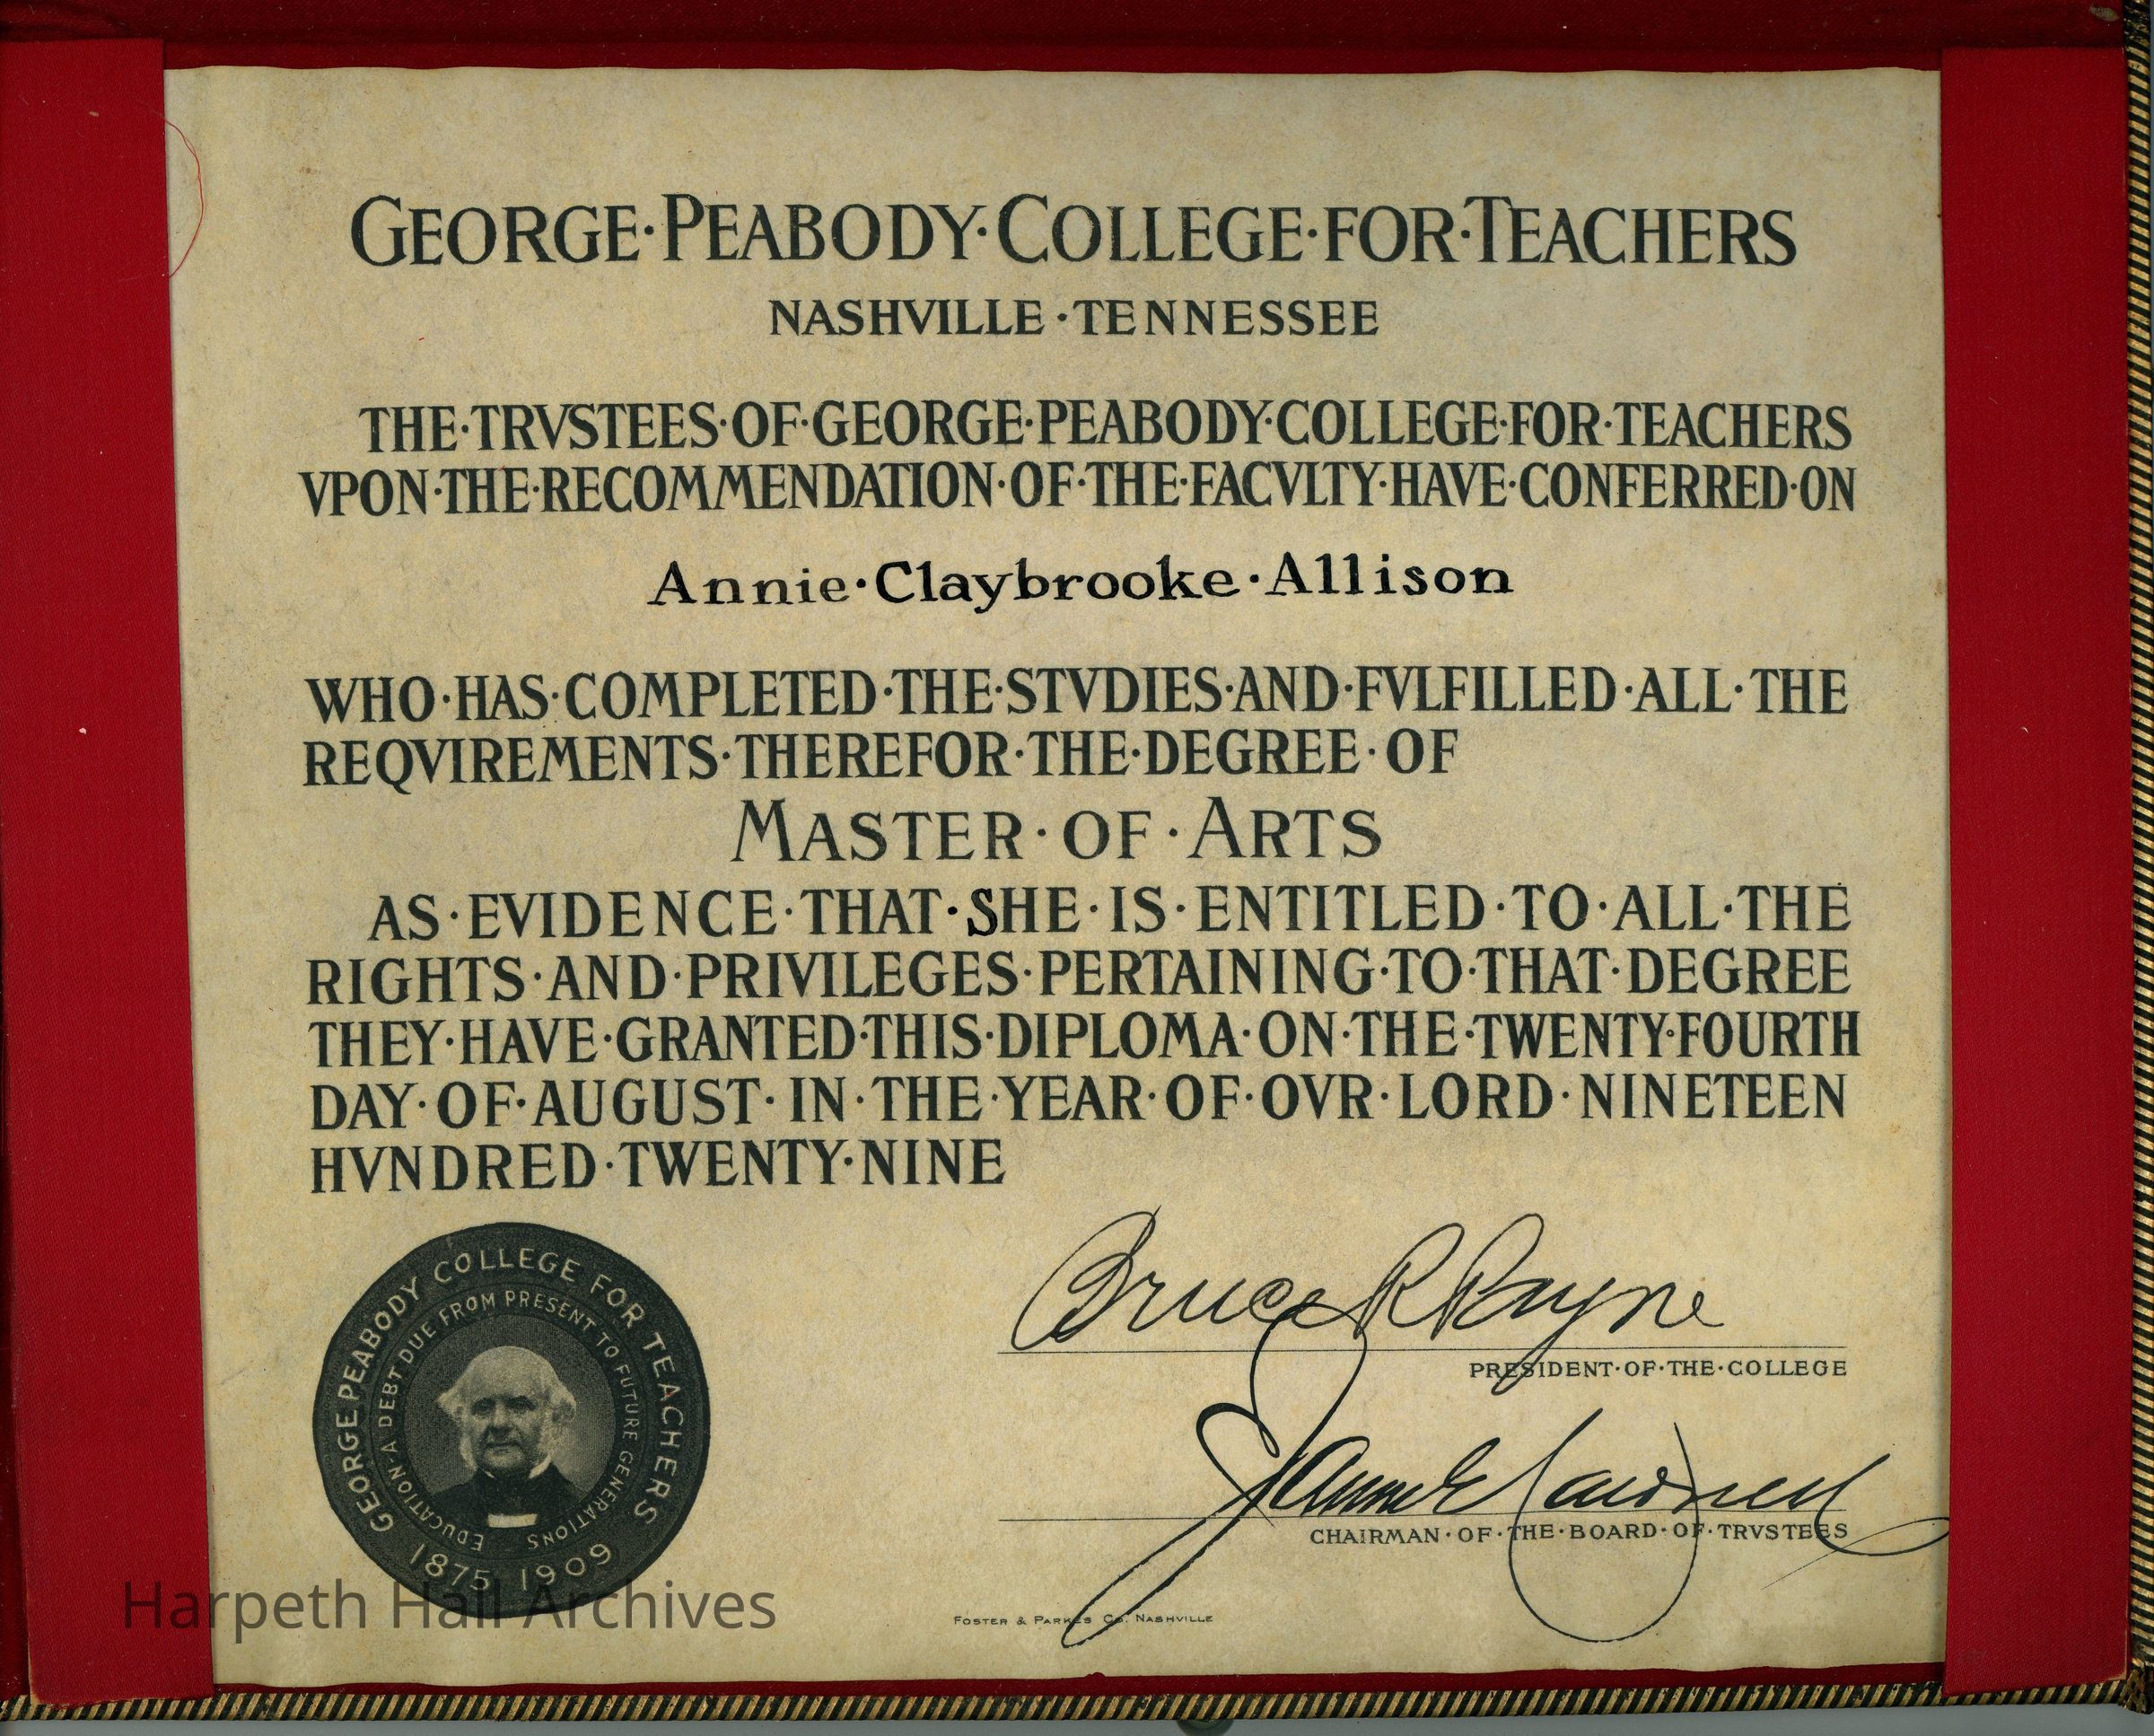 GEORGE·PEABODY·COLLEGE·FOR·TEACHERS
NASHVILLE·TENNESSEE
THE·TRVSTEES·OF·GEORGE·PEABODY·COLLEGE·FOR·TEACHERS
VPON·THE·RECOMMENDATION·OF·THE·FACVLTY·HAVE·CONFERRED·ON
Annie·Claybrooke·Allison
WHO·HAS·COMPLETED·THE·STVDIES·AND·FVLFILLED·ALL·THE
REQVIREMENTS·THEREFOR·THE·DEGREE·OF
MASTER·OF·ARTS
AS·EVIDENCE·THAT·SHE·IS·ENTITLED·TO·ALL·THE
RIGHTS·AND·PRIVILEGES·PERTAINING·TO·THAT·DEGREE
THEY·HAVE·GRANTED·THIS·DIPLOMA·ON·THE·TWENTY·FOURTH
DAY·OF·AUGUST·IN·THE·YEAR·OF·OVR·LORD·NINETEEN
HVNDRED·TWENTY·NINE
GEORGE PEABODY COLLEGE FOR TEACHERS
EDUCATION·A DEBT DUE FROM PRESENT TO FUTURE GENERATIONS
1875 1909
Bruce R Payne
PRESIDENT·OF·THE·COLLEGE
CHAIRMAN·OF·THE·BOARD·OF·TRVSTEES
FOSTER & PARKES CO. NASHVILLE
Harpeth Hall Archives